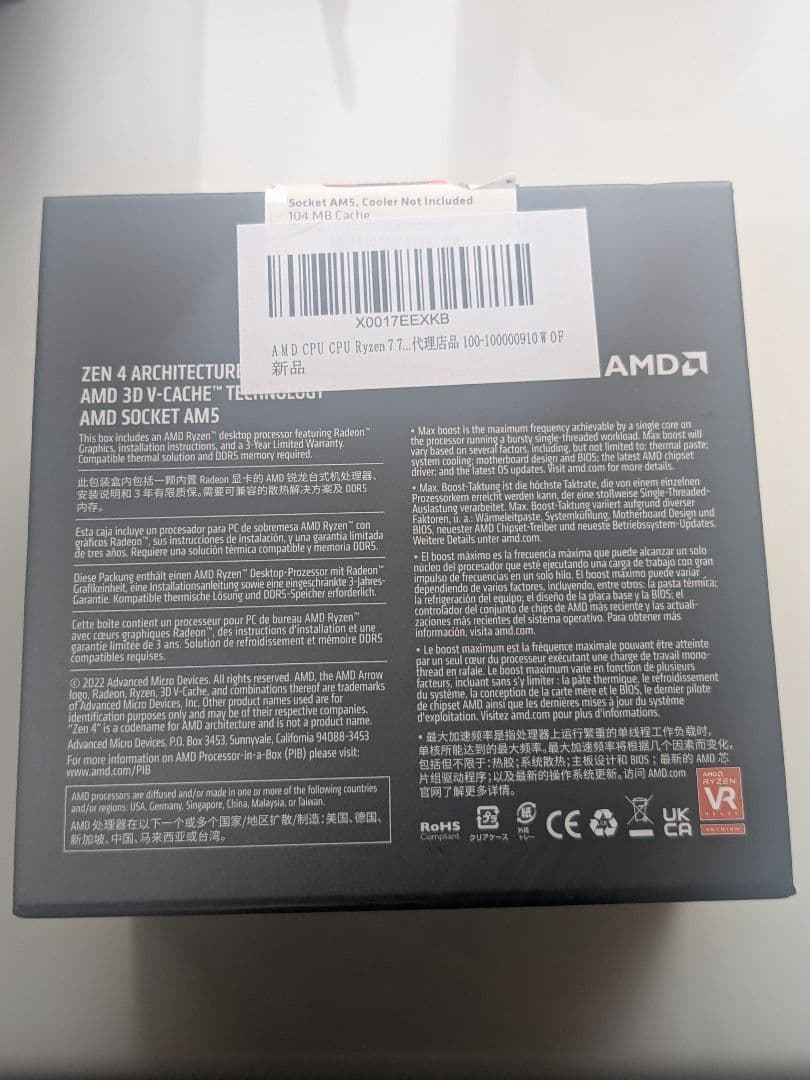 Socket AM5, Cooler Not Included
104 MB Cache
X0017EEXKB
AMD CPU CPU Ryzen 7 7...代理店品 100-100000910WOF
新品
AMD
ZEN 4 ARCHITECTURE
AMD 3D V-CACHE™ TECHNOLOGY
AMD SOCKET AM5
This box includes an AMD Ryzen™ desktop processor featuring Radeon™
Graphics, installation instructions, and a 3-Year Limited Warranty.
Compatible thermal solution and DDR5 memory required.
此包装盒内包括一颗内置 Radeon 显卡的 AMD 锐龙台式机处理器、
安装说明和 3 年有限质保。需要可兼容的散热解决方案及 DDR5
内存。
Esta caja incluye un procesador para PC de sobremesa AMD Ryzen™ con
gráficos Radeon™, sus instrucciones de instalación, y una garantía limitada
de tres años. Requiere una solución térmica compatible y memoria DDR5.
Diese Packung enthält einen AMD Ryzen™ Desktop-Prozessor mit Radeon™
Grafikeinheit, eine Installationsanleitung sowie eine eingeschränkte 3-Jahres-
Garantie. Kompatible thermische Lösung und DDR5-Speicher erforderlich.
Cette boîte contient un processeur pour PC de bureau AMD Ryzen™
avec cœurs graphiques Radeon™, des instructions d'installation et une
garantie limitée de 3 ans. Solution de refroidissement et mémoire DDR5
compatibles requises.
© 2022 Advanced Micro Devices. All rights reserved. AMD, the AMD Arrow
logo, Radeon, Ryzen, 3D V-Cache, and combinations thereof are trademarks
of Advanced Micro Devices, Inc. Other product names used are for
identification purposes only and may be of their respective companies.
"Zen 4" is a codename for AMD architecture and is not a product name.
Advanced Micro Devices, P.O. Box 3453, Sunnyvale, California 94088-3453
For more information on AMD Processor-in-a-Box (PIB) please visit:
www.amd.com/PIB
AMD processors are diffused and/or made in one or more of the following countries
and/or regions: USA, Germany, Singapore, China, Malaysia, or Taiwan.
AMD 处理器在以下一个或多个国家/地区扩散/制造：美国、德国、
新加坡、中国、马来西亚或台湾。
• Max boost is the maximum frequency achievable by a single core on
the processor running a bursty single-threaded workload. Max boost will
vary based on several factors, including, but not limited to: thermal paste;
system cooling; motherboard design and BIOS; the latest AMD chipset
driver; and the latest OS updates. Visit amd.com for more details.
• Max. Boost-Taktung ist die höchste Taktrate, die von einem einzelnen
Prozessorkern erreicht werden kann, der eine stoßweise Single-Threaded-
Auslastung verarbeitet. Max. Boost-Taktung variiert aufgrund diverser
Faktoren, u. a.: Wärmeleitpaste, Systemkühlung, Motherboard Design und
BIOS, neuester AMD Chipset-Treiber und neueste Betriebssystem-Updates.
Weitere Details unter amd.com.
• El boost máximo es la frecuencia máxima que puede alcanzar un solo
núcleo del procesador que esté ejecutando una carga de trabajo con gran
impulso de frecuencias en un solo hilo. El boost máximo puede variar
dependiendo de varios factores, incluyendo, entre otros: la pasta térmica;
la refrigeración del equipo; el diseño de la placa base y la BIOS; el
controlador del conjunto de chips de AMD más reciente y las actuali-
zaciones más recientes del sistema operativo. Para obtener más
información, visita amd.com.
• Le boost maximum est la fréquence maximale pouvant être atteinte
par un seul cœur du processeur exécutant une charge de travail mono-
thread en rafale. Le boost maximum varie en fonction de plusieurs
facteurs, incluant sans s'y limiter : la pâte thermique, le refroidissement
du système, la conception de la carte mère et le BIOS, le dernier pilote
de chipset AMD ainsi que les dernières mises à jour du système
d'exploitation. Visitez amd.com pour plus d'informations.
• 最大加速频率是指处理器上运行繁重的单线程工作负载时，
单核所能达到的最大频率。最大加速频率将根据几个因素而变化，
包括但不限于：热胶；系统散热；主板设计和 BIOS；最新的 AMD 芯
片组驱动程序；以及最新的操作系统更新。访问 AMD.com
官网了解更多详情。
RoHS
Compliant
プラ
クリアケース
紙
外箱
トレー
CE
UK
CA
AMD
RYZEN
VR
READY
PREMIUM